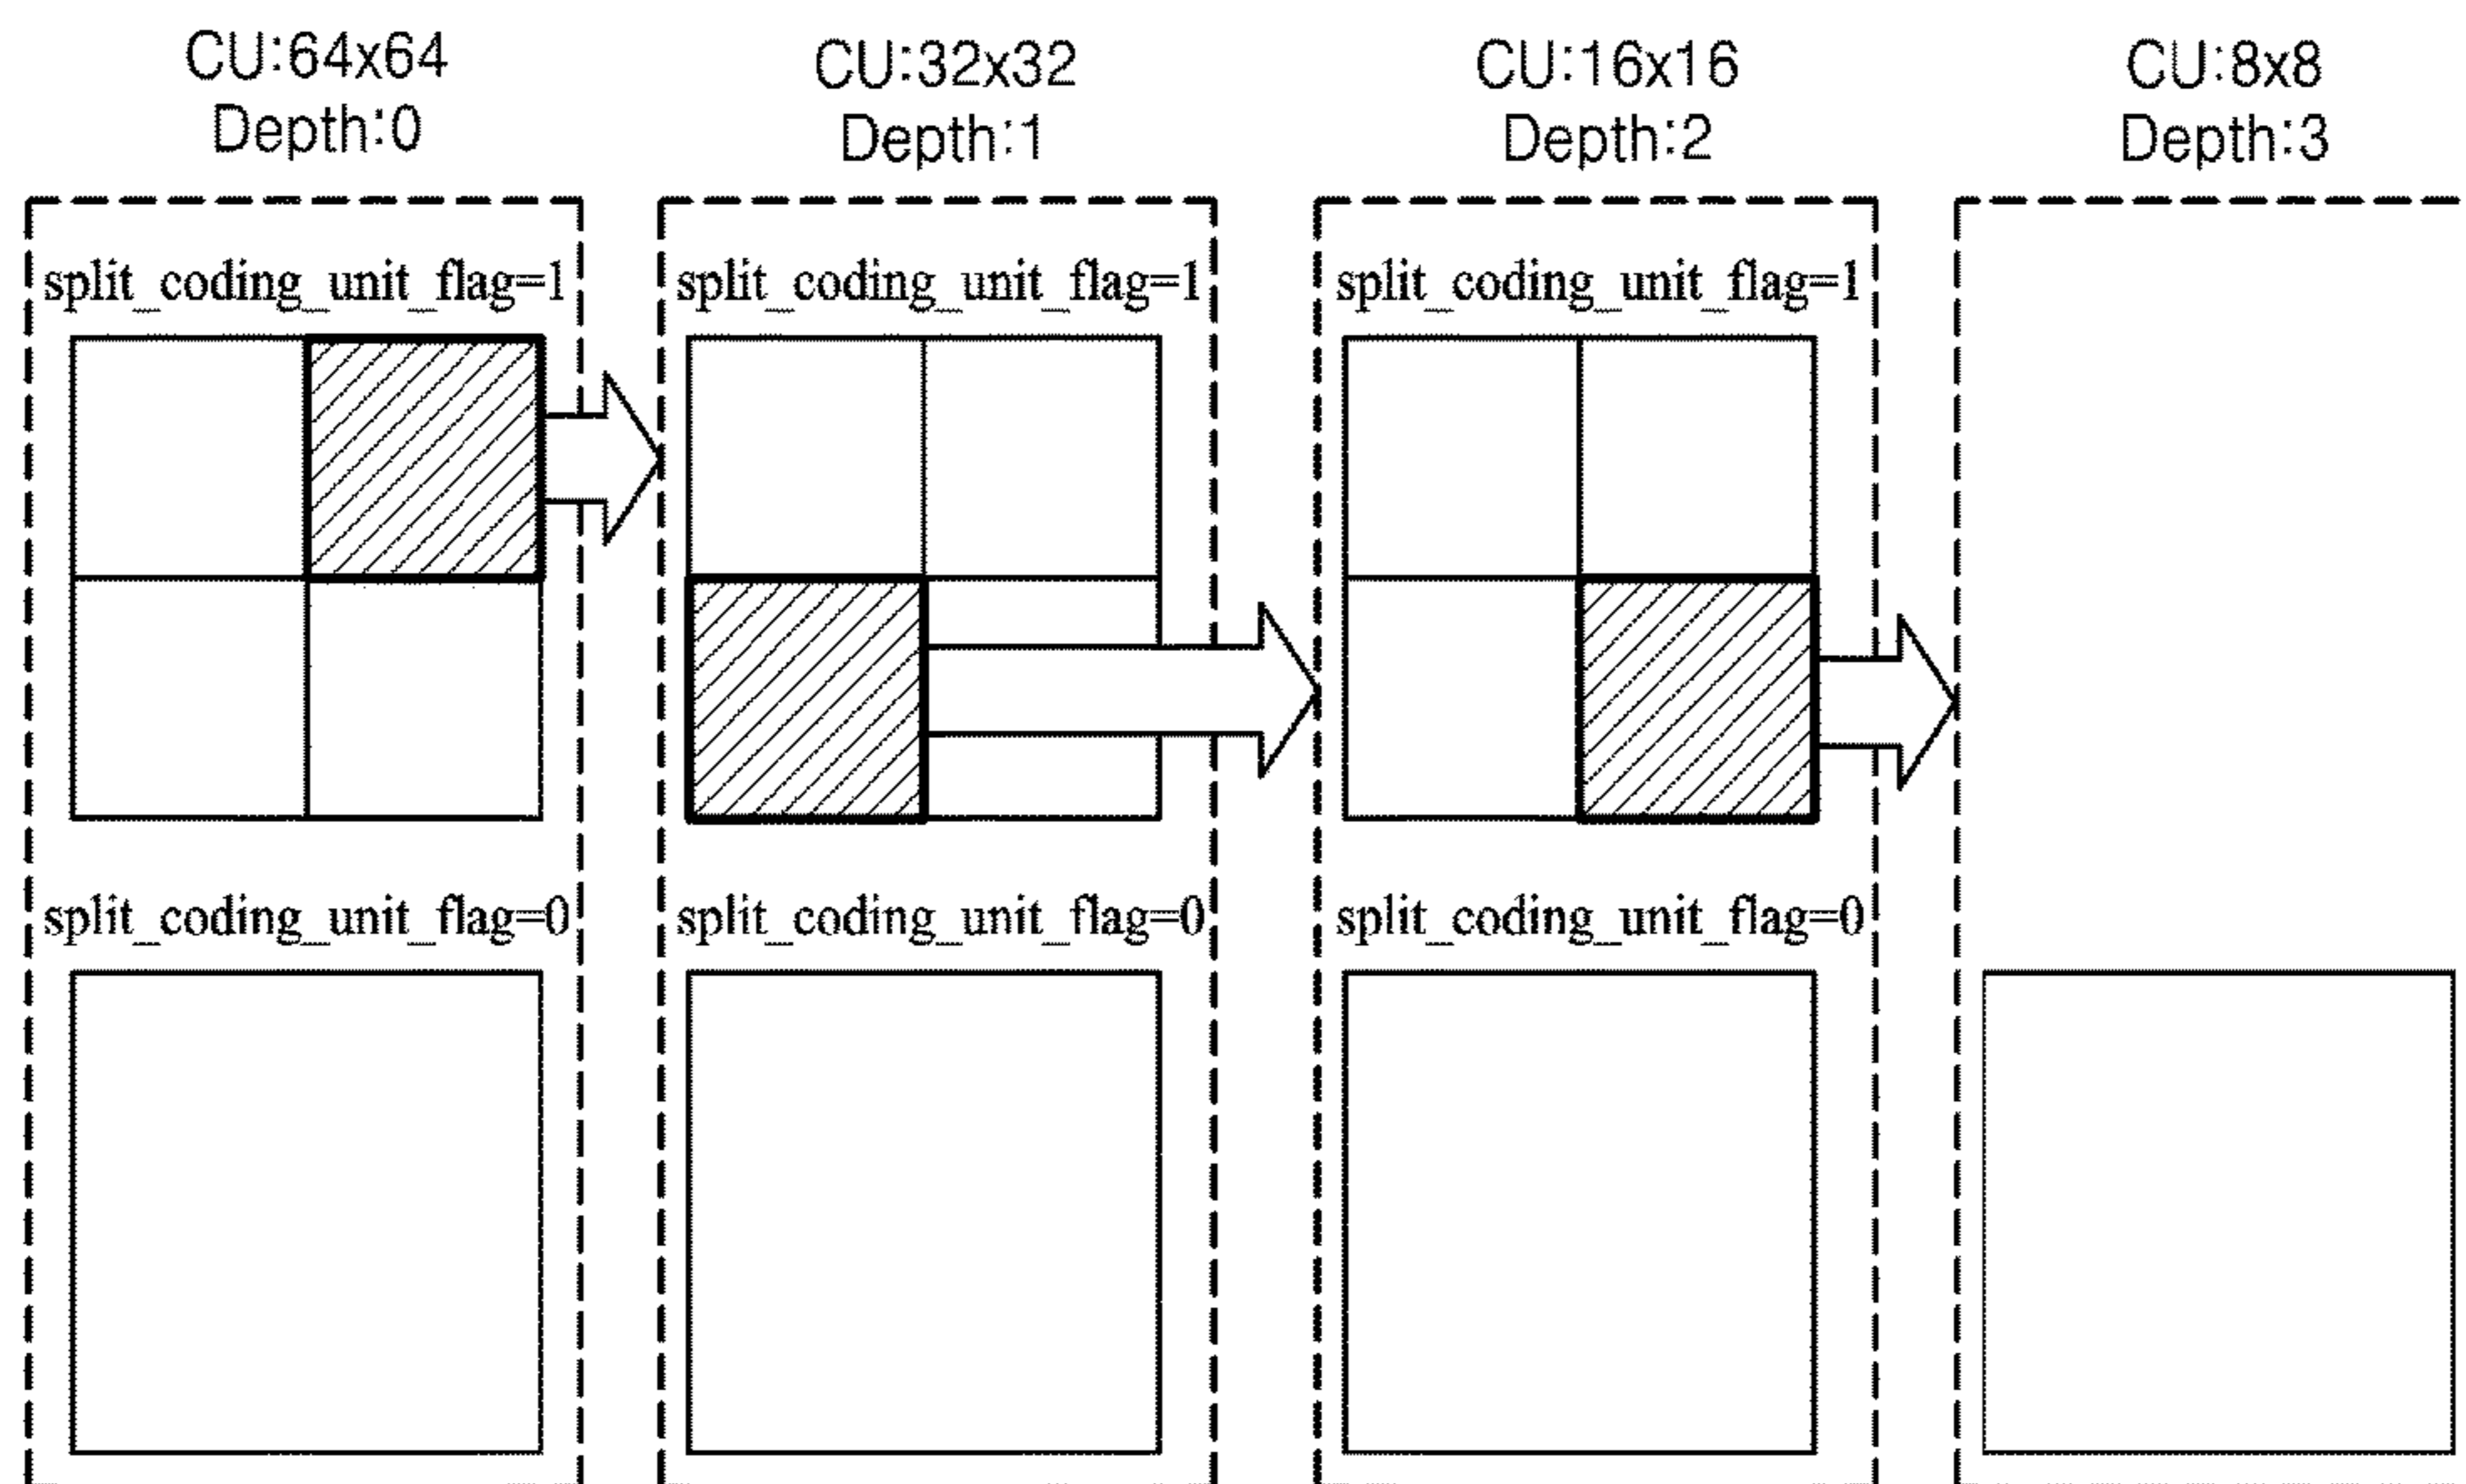 CU:64x64
Depth:0
CU:32x32
Depth:1
CU:16x16
Depth:2
CU:8x8
Depth:3
split_coding_unit_flag=1
split_coding_unit_flag=1
split_coding_unit_flag=1
split_coding_unit_flag=0
split_coding_unit_flag=0
split_coding_unit_flag=0